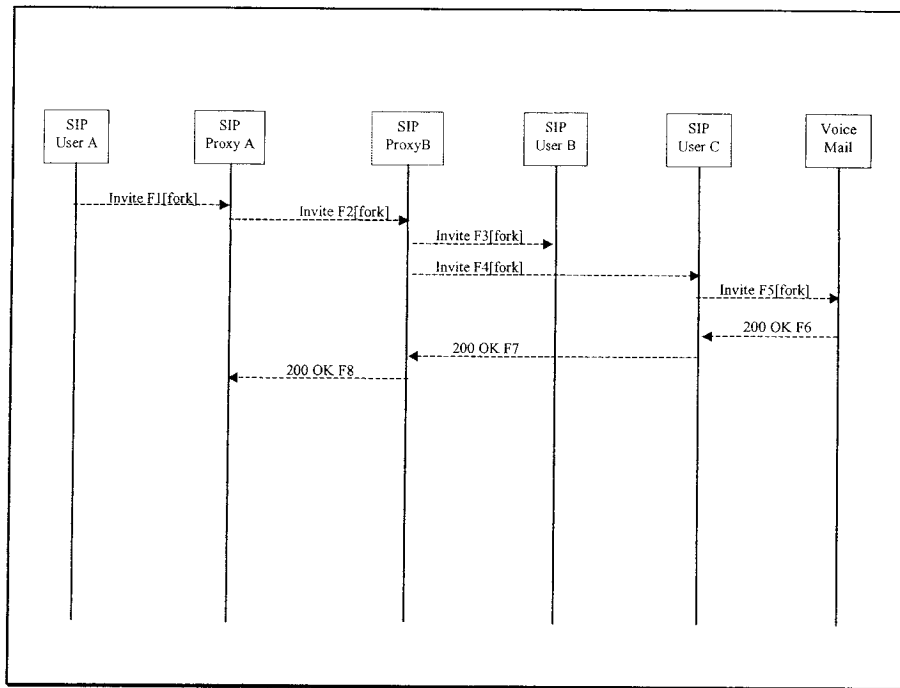 SIP
User A
SIP
Proxy A
SIP
ProxyB
SIP
User B
SIP
User C
Voice
Mail
Invite F1[fork]
Invite F2[fork]
Invite F3[fork]
Invite F4[fork]
Invite F5[fork]
200 OK F6
200 OK F7
200 OK F8